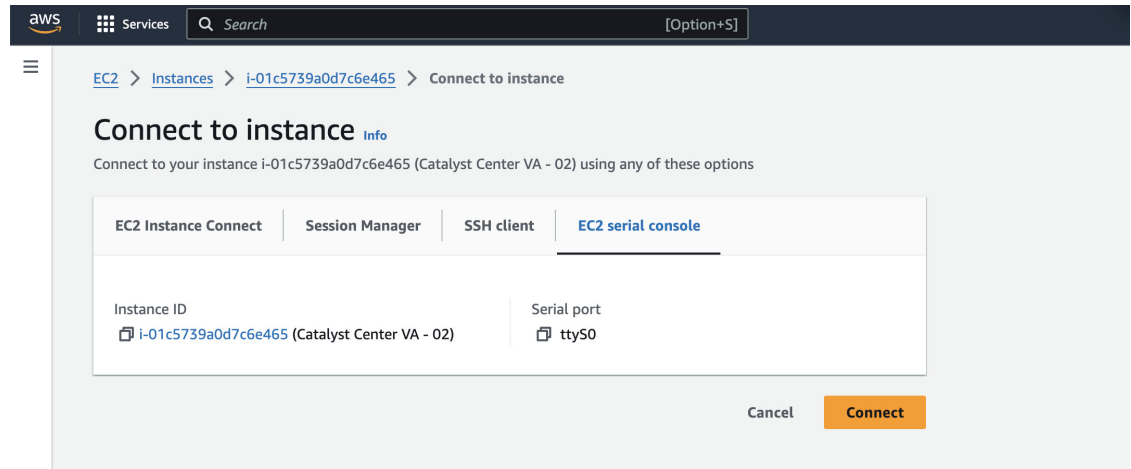 aws Services Search [Option+S]
EC2 > Instances > i-01c5739a0d7c6e465 > Connect to instance
Connect to instance Info
Connect to your instance i-01c5739a0d7c6e465 (Catalyst Center VA - 02) using any of these options
EC2 Instance Connect Session Manager SSH client EC2 serial console
Instance ID Serial port
i-01c5739a0d7c6e465 (Catalyst Center VA - 02) ttyS0
Cancel Connect